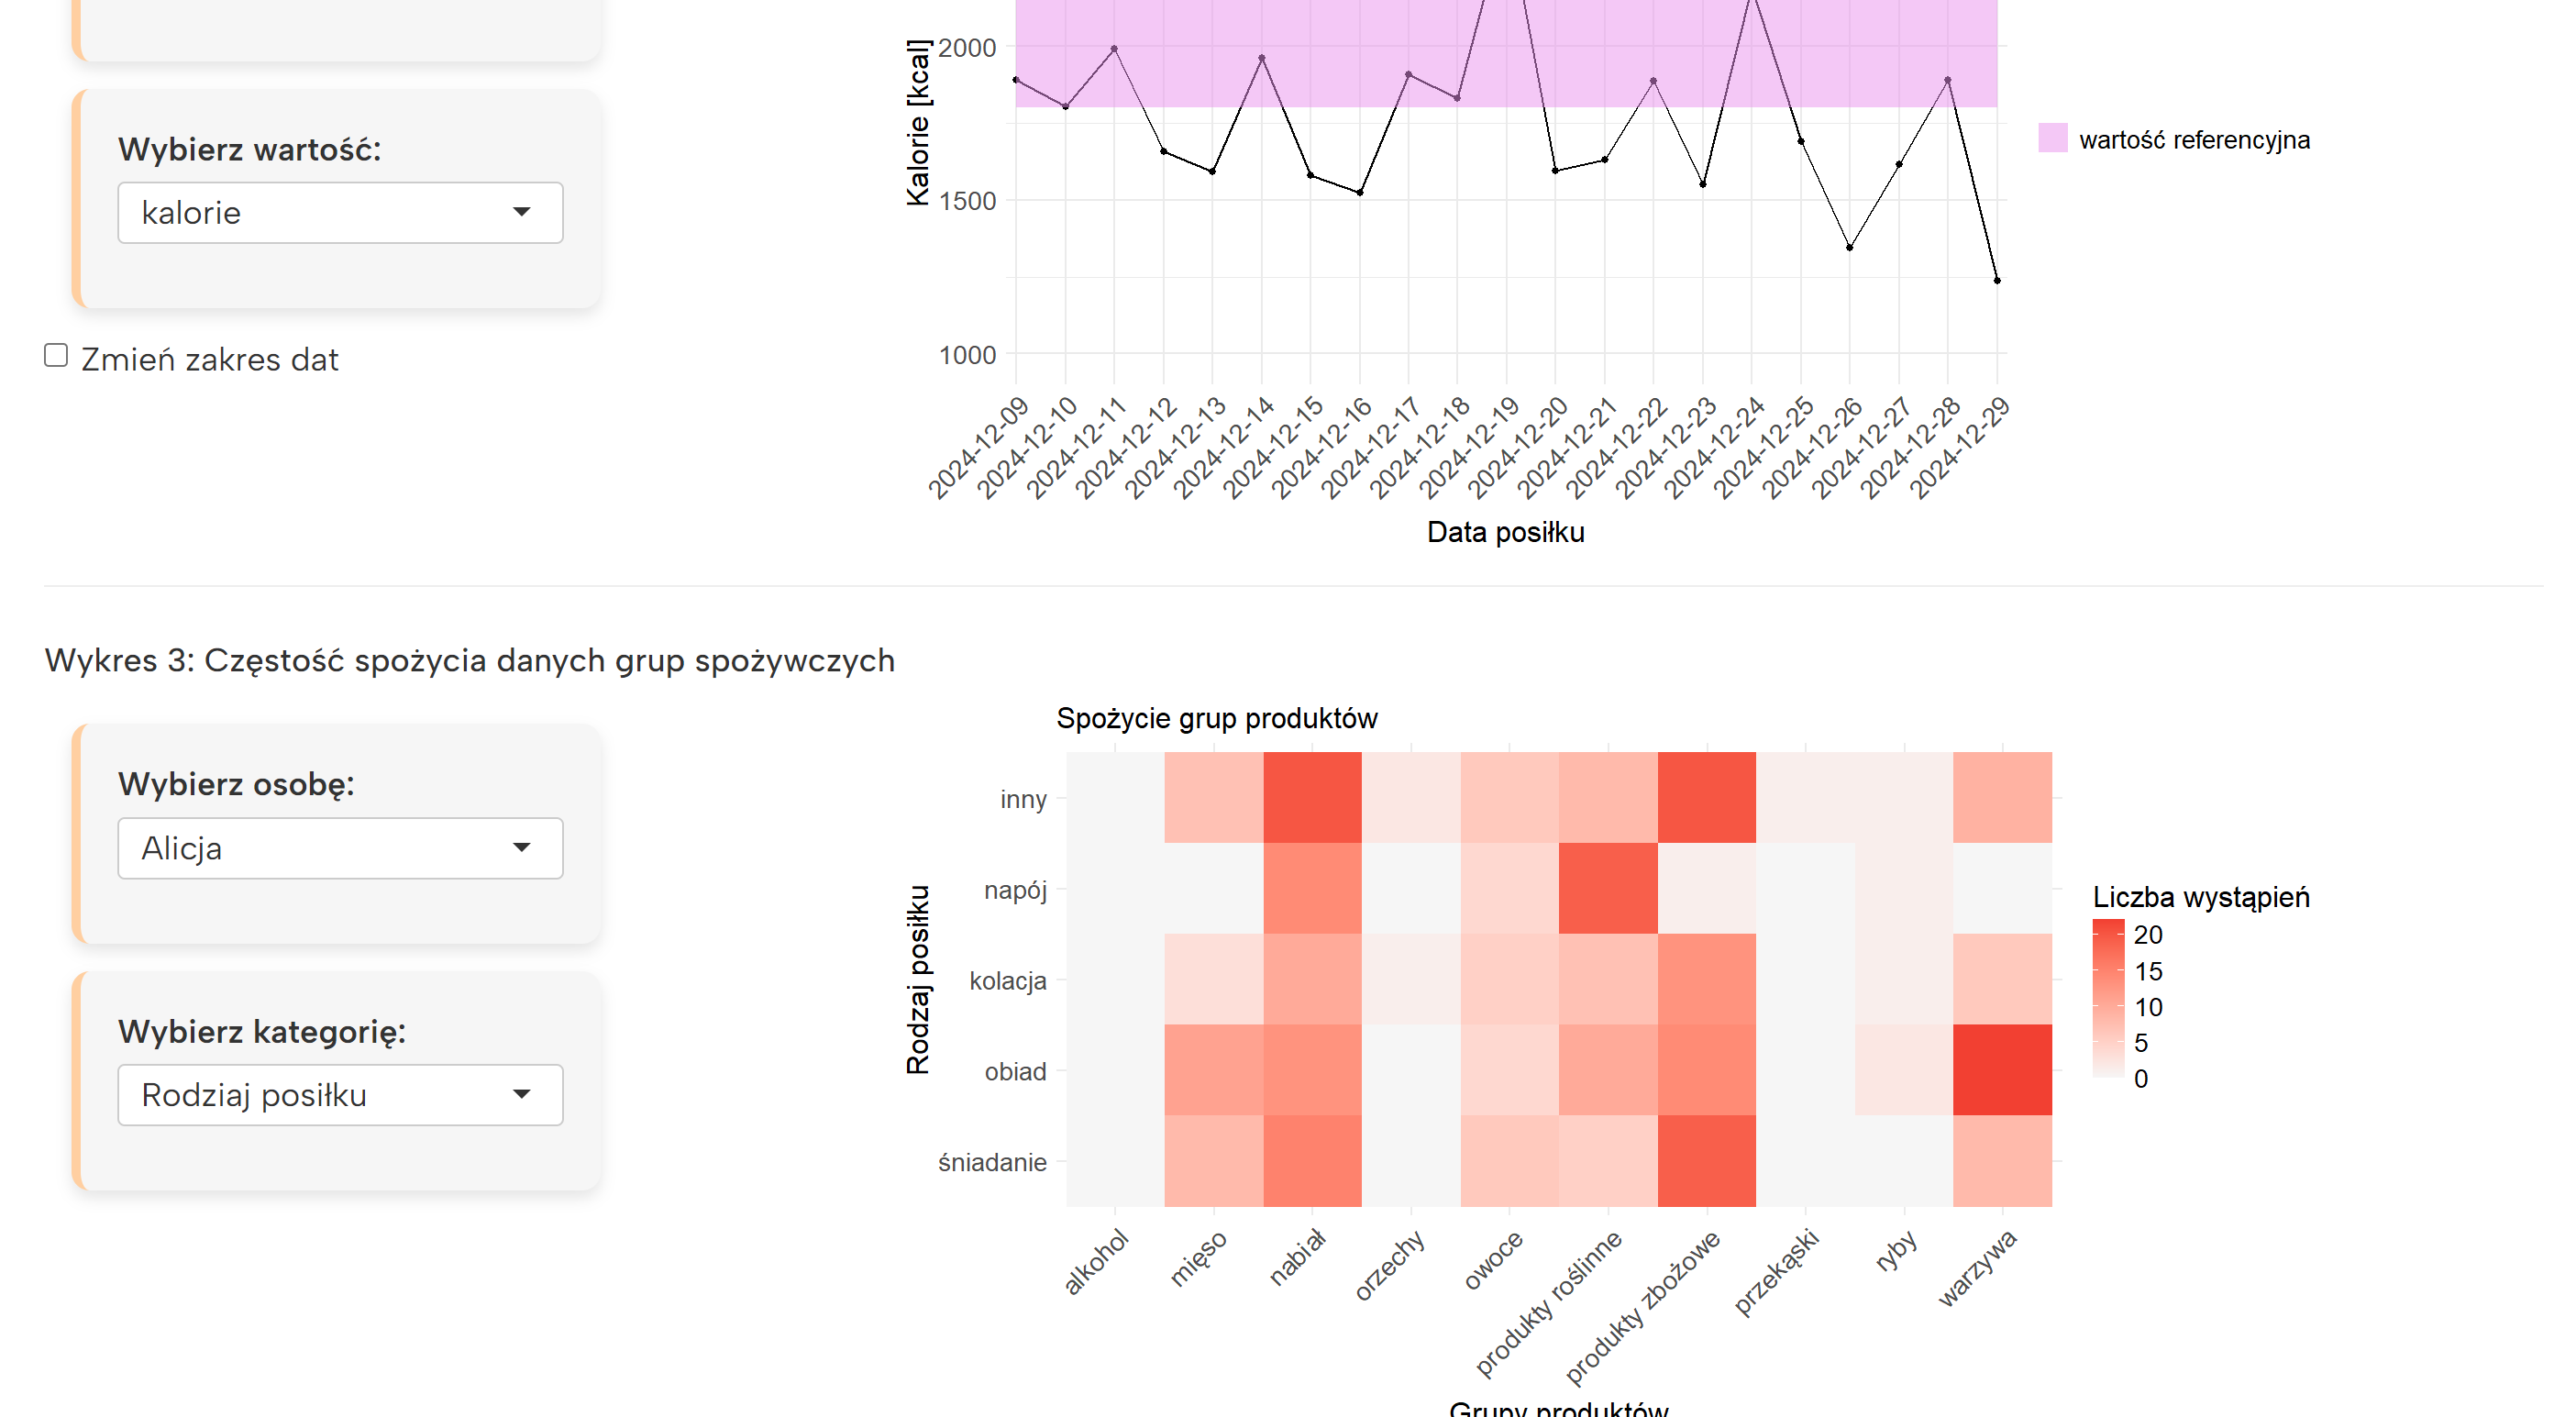 Wybierz wartość:
kalorie
Zmień zakres dat
Kalorie [kcal]
2000
1500
1000
2024-12-09
2024-12-10
2024-12-11
2024-12-12
2024-12-13
2024-12-14
2024-12-15
2024-12-16
2024-12-17
2024-12-18
2024-12-19
2024-12-20
2024-12-21
2024-12-22
2024-12-23
2024-12-24
2024-12-25
2024-12-26
2024-12-27
2024-12-28
2024-12-29
Data posiłku
wartość referencyjna
Wykres 3: Częstość spożycia danych grup spożywczych
Wybierz osobę:
Alicja
Wybierz kategorię:
Rodziaj posiłku
Spożycie grup produktów
Rodzaj posiłku
inny
napój
kolacja
obiad
śniadanie
alkohol
mięso
nabiał
orzechy
owoce
produkty roślinne
produkty zbożowe
przekąski
ryby
warzywa
Grupy produktów
Liczba wystąpień
20
15
10
5
0